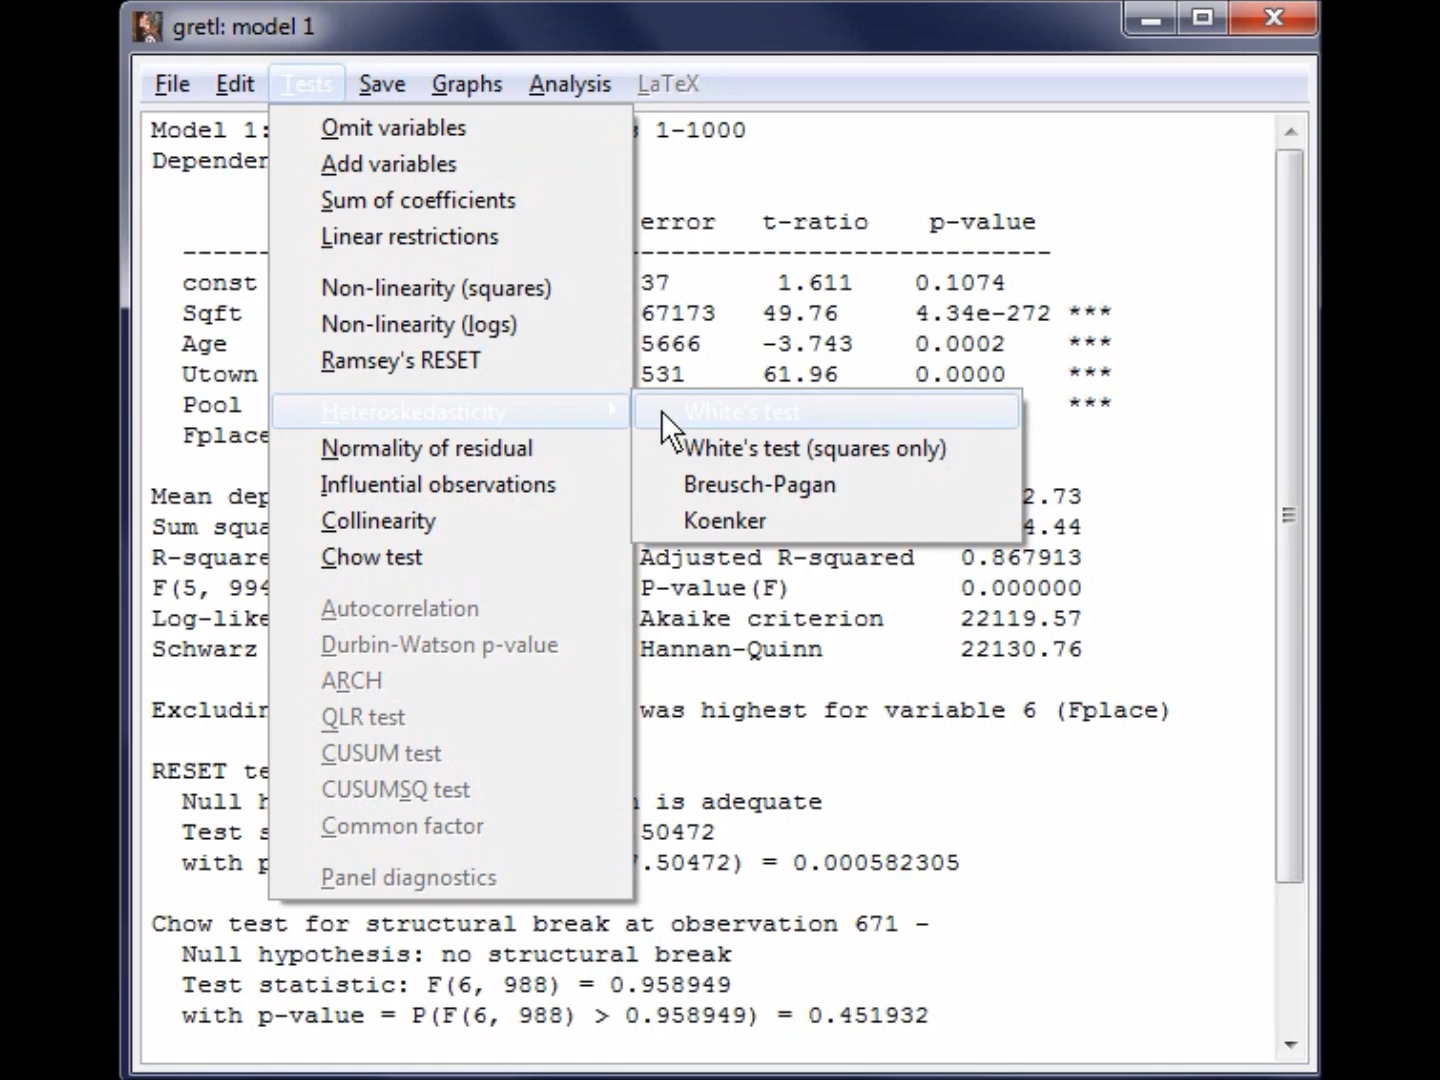 gretl: model 1
File Edit Tests Save Graphs Analysis LaTeX
Model 1: 1-1000
Depender
error t-ratio p-value
const 37 1.611 0.1074
Sqft 67173 49.76 4.34e-272 ***
Age 5666 -3.743 0.0002 ***
Utown 531 61.96 0.0000 ***
Pool ***
Fplace
Mean dep 2.73
Sum squa 4.44
R-square Adjusted R-squared 0.867913
F(5, 994 P-value(F) 0.000000
Log-like Akaike criterion 22119.57
Schwarz Hannan-Quinn 22130.76
Excludin was highest for variable 6 (Fplace)
RESET te
Null h is adequate
Test s 50472
with p .50472) = 0.000582305
Chow test for structural break at observation 671 -
Null hypothesis: no structural break
Test statistic: F(6, 988) = 0.958949
with p-value = P(F(6, 988) > 0.958949) = 0.451932
Omit variables
Add variables
Sum of coefficients
Linear restrictions
Non-linearity (squares)
Non-linearity (logs)
Ramsey's RESET
Heteroskedasticity
Normality of residual
Influential observations
Collinearity
Chow test
Autocorrelation
Durbin-Watson p-value
ARCH
QLR test
CUSUM test
CUSUMSQ test
Common factor
Panel diagnostics
White's test
White's test (squares only)
Breusch-Pagan
Koenker